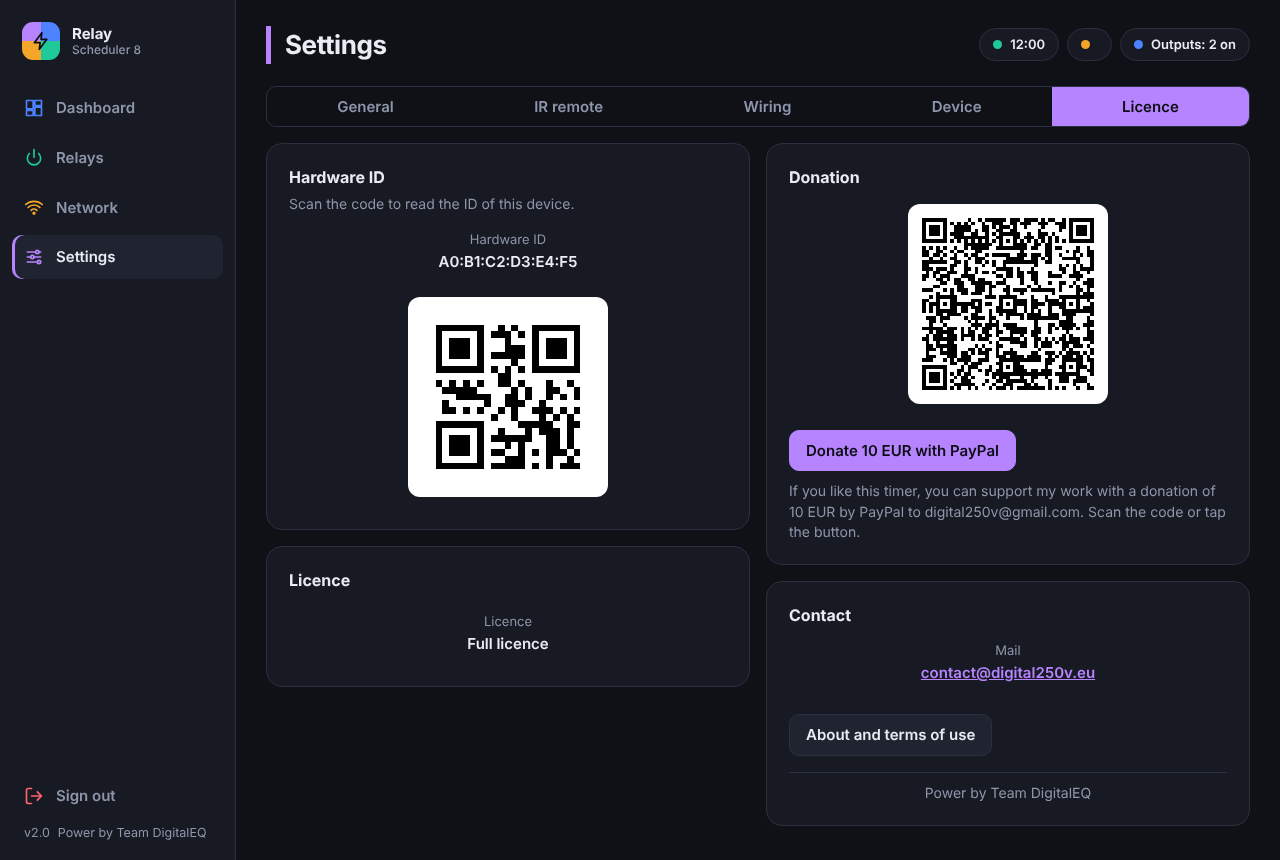 Relay
Scheduler 8
Dashboard
Relays
Network
Settings
Sign out
v2.0 Power by Team DigitalEQ
Settings
12:00
Outputs: 2 on
General
IR remote
Wiring
Device
Licence
Hardware ID
Scan the code to read the ID of this device.
Hardware ID
A0:B1:C2:D3:E4:F5
Licence
Licence
Full licence
Donation
Donate 10 EUR with PayPal
If you like this timer, you can support my work with a donation of
10 EUR by PayPal to digital250v@gmail.com. Scan the code or tap
the button.
Contact
Mail
contact@digital250v.eu
About and terms of use
Power by Team DigitalEQ